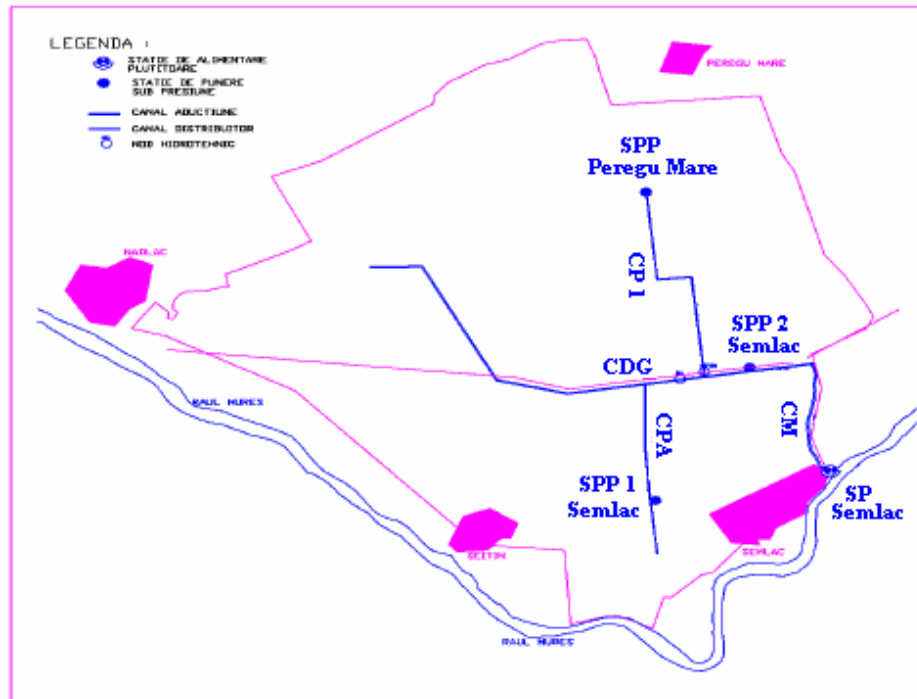 LEGENDA :
STATIE DE ALIMENTARE
PLUTITOARE
STATIE DE PUNERE
SUB PRESIUNE
CANAL ADUCTIUNE
CANAL DISTRIBUTOR
NOD HIDROTEHNIC
PEREGU MARE
SPP
Peregu Mare
NADLAC
CP 1
SPP 2
Semlac
CDG
RAUL MURES
CPA
CM
SPP 1
Semlac
SP
Semlac
SEITIN
SEMLAC
RAUL MURES